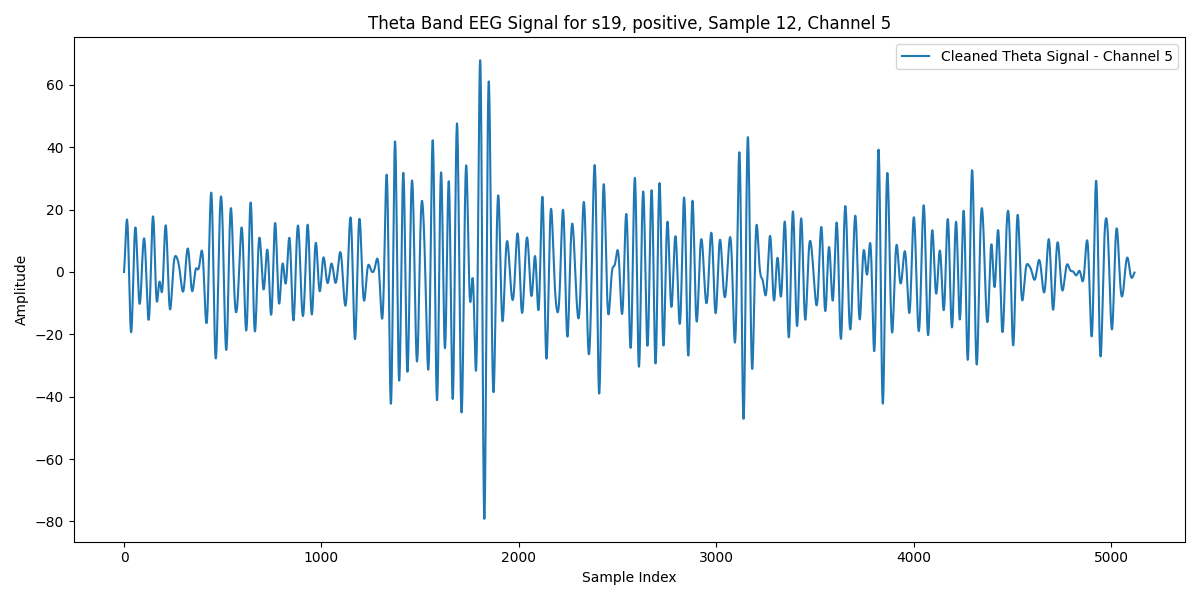 Theta Band EEG Signal for s19, positive, Sample 12, Channel 5
Cleaned Theta Signal - Channel 5
Amplitude
60
40
20
0
−20
−40
−60
−80
0 1000 2000 3000 4000 5000
Sample Index